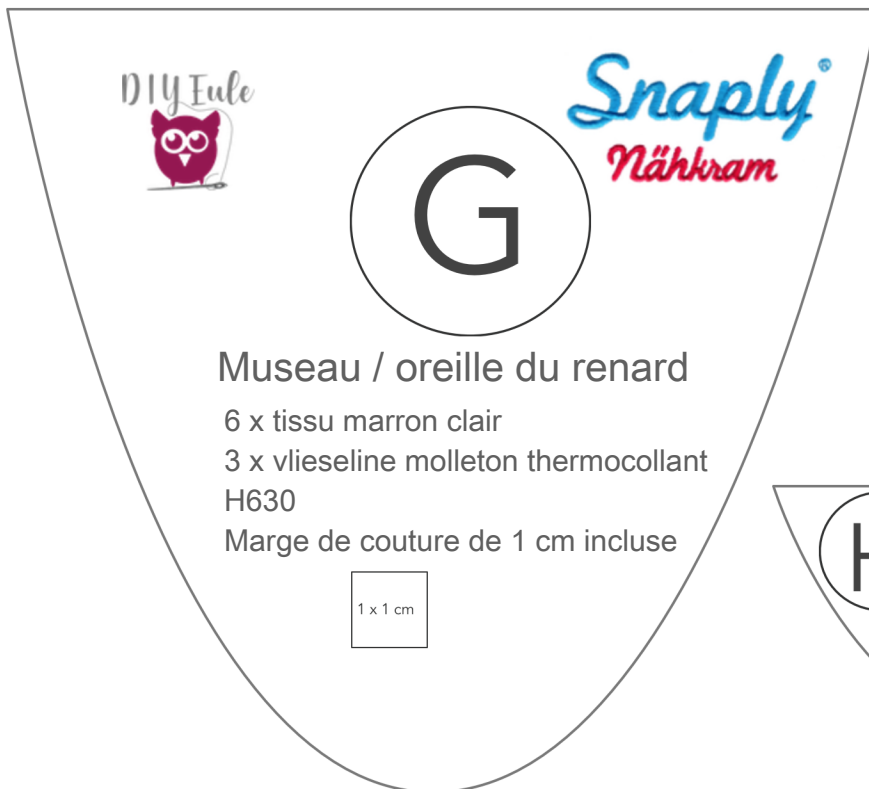 DIY Eule
Snaply®
Nähkram
G
Museau / oreille du renard
6 x tissu marron clair
3 x vlieseline molleton thermocollant
H630
Marge de couture de 1 cm incluse
H
1 x 1 cm